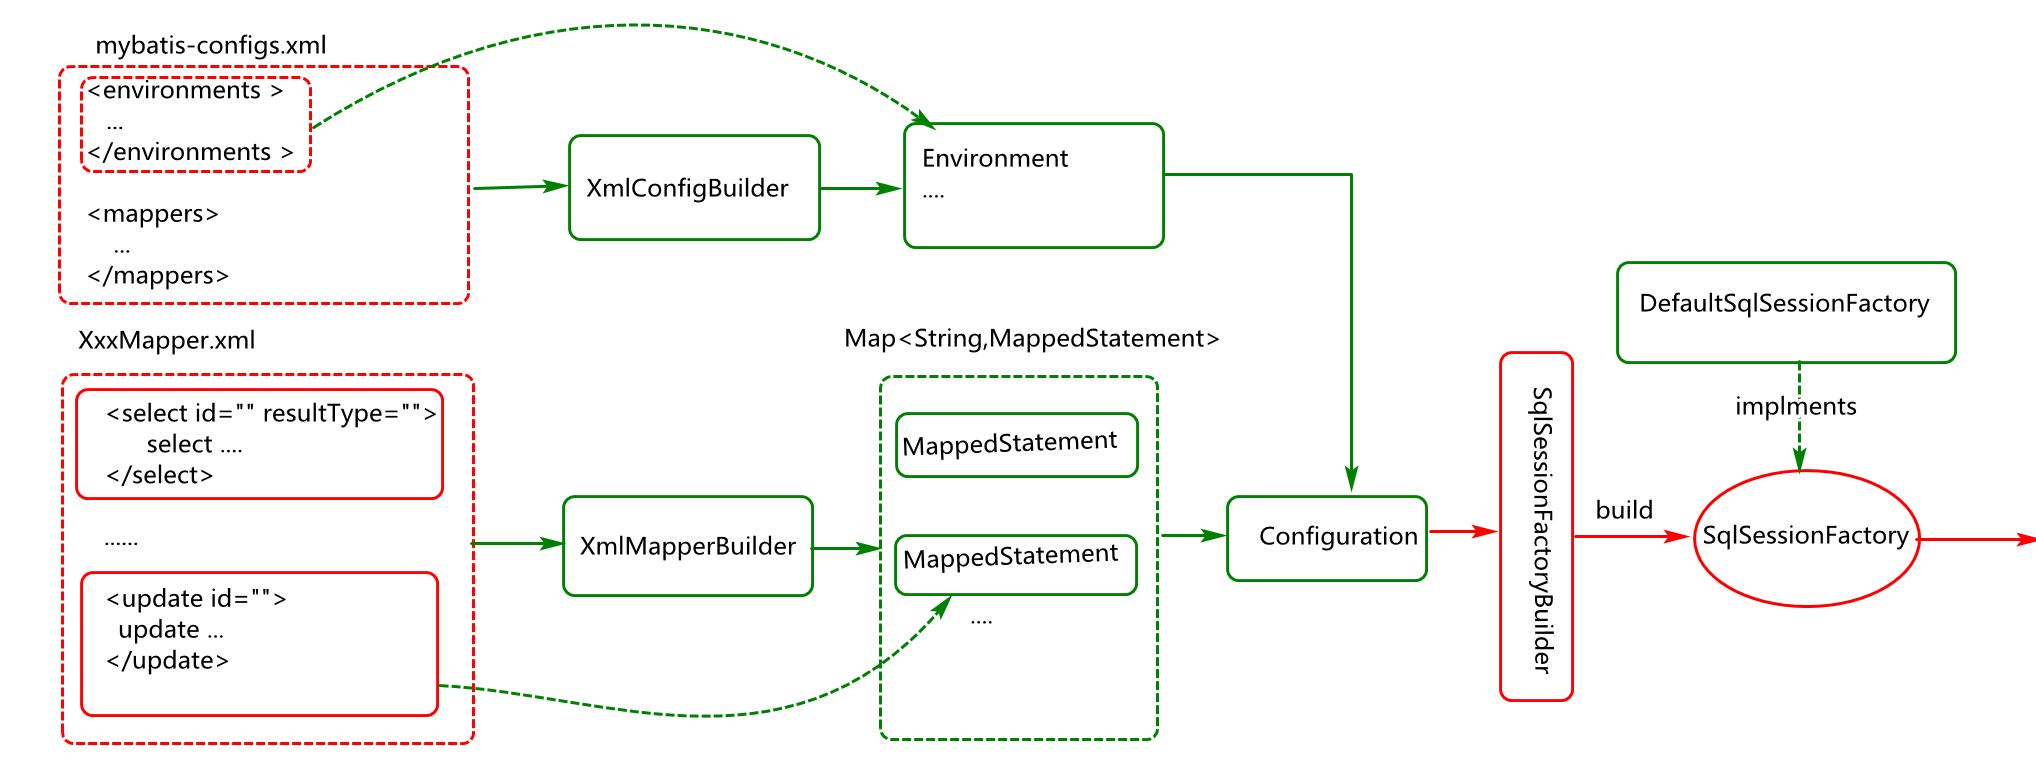 mybatis-configs.xml
<environments >
...
</environments >
<mappers>
...
</mappers>
XmlConfigBuilder
Environment
....
XxxMapper.xml
<select id="" resultType="">
select ....
</select>
......
<update id="">
update ...
</update>
XmlMapperBuilder
Map<String,MappedStatement>
MappedStatement
MappedStatement
....
Configuration
SqlSessionFactoryBuilder
build
DefaultSqlSessionFactory
implments
SqlSessionFactory